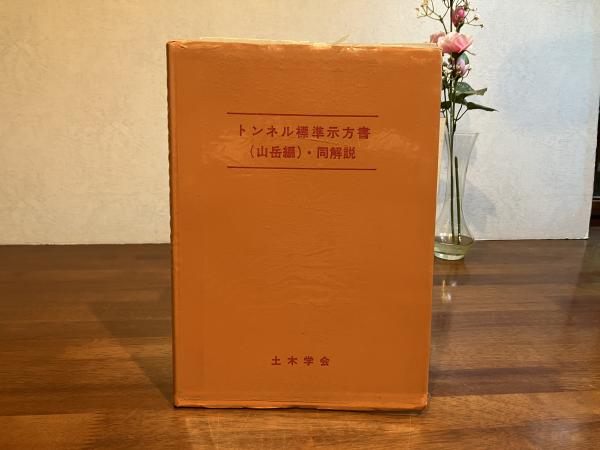 トンネル標準示方書
(山岳編)・同解説
土木学会